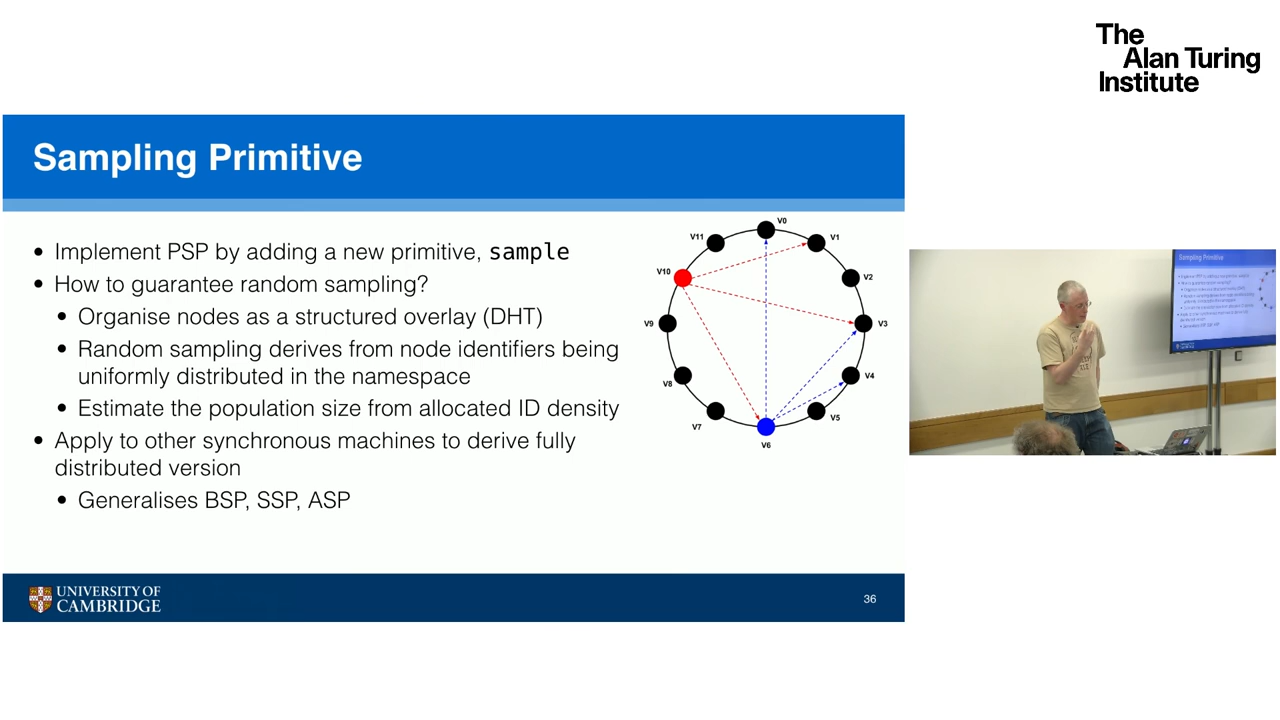 The
Alan Turing
Institute
Sampling Primitive
• Implement PSP by adding a new primitive, sample
• How to guarantee random sampling?
• Organise nodes as a structured overlay (DHT)
• Random sampling derives from node identifiers being
uniformly distributed in the namespace
• Estimate the population size from allocated ID density
• Apply to other synchronous machines to derive fully
distributed version
• Generalises BSP, SSP, ASP
V0
V11
V1
V10
V2
V9
V3
V8
V4
V7
V5
V6
Sampling Primitive
UNIVERSITY OF
CAMBRIDGE
36